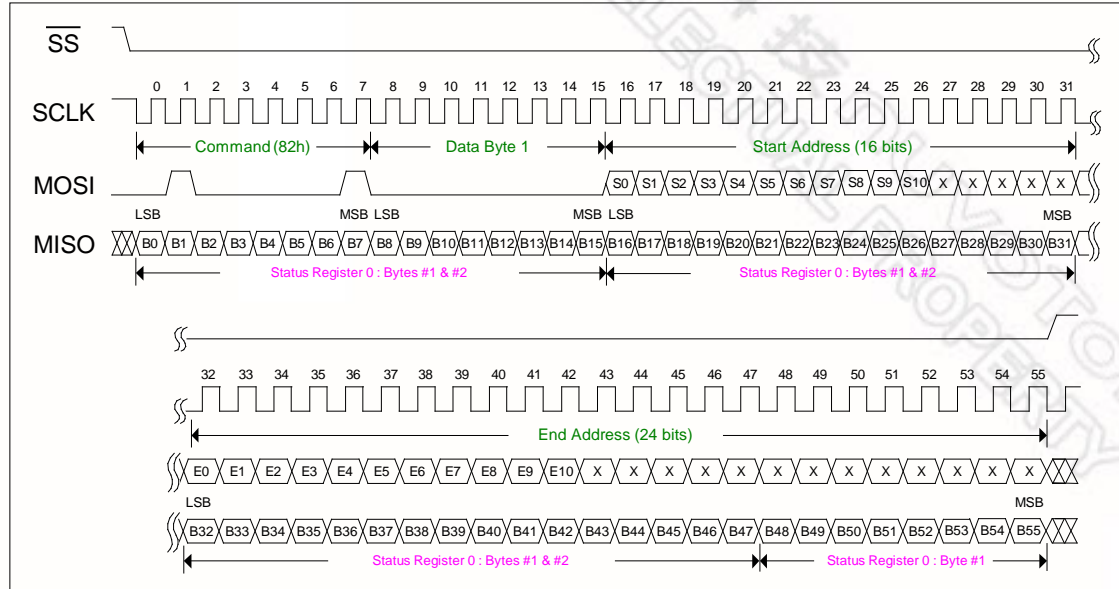 SS
0 1 2 3 4 5 6 7 8 9 10 11 12 13 14 15 16 17 18 19 20 21 22 23 24 25 26 27 28 29 30 31
SCLK
Command (82h) Data Byte 1 Start Address (16 bits)
MOSI S0 S1 S2 S3 S4 S5 S6 S7 S8 S9 S10 X X X X X
LSB MSB LSB MSB LSB MSB
MISO B0 B1 B2 B3 B4 B5 B6 B7 B8 B9 B10 B11 B12 B13 B14 B15 B16 B17 B18 B19 B20 B21 B22 B23 B24 B25 B26 B27 B28 B29 B30 B31
Status Register 0 : Bytes #1 & #2 Status Register 0 : Bytes #1 & #2
32 33 34 35 36 37 38 39 40 41 42 43 44 45 46 47 48 49 50 51 52 53 54 55
End Address (24 bits)
E0 E1 E2 E3 E4 E5 E6 E7 E8 E9 E10 X X X X X X X X X X X X X
LSB MSB
B32 B33 B34 B35 B36 B37 B38 B39 B40 B41 B42 B43 B44 B45 B46 B47 B48 B49 B50 B51 B52 B53 B54 B55
Status Register 0 : Bytes #1 & #2 Status Register 0 : Byte #1
技 NUVOTON
LECTUAL PROPERTY